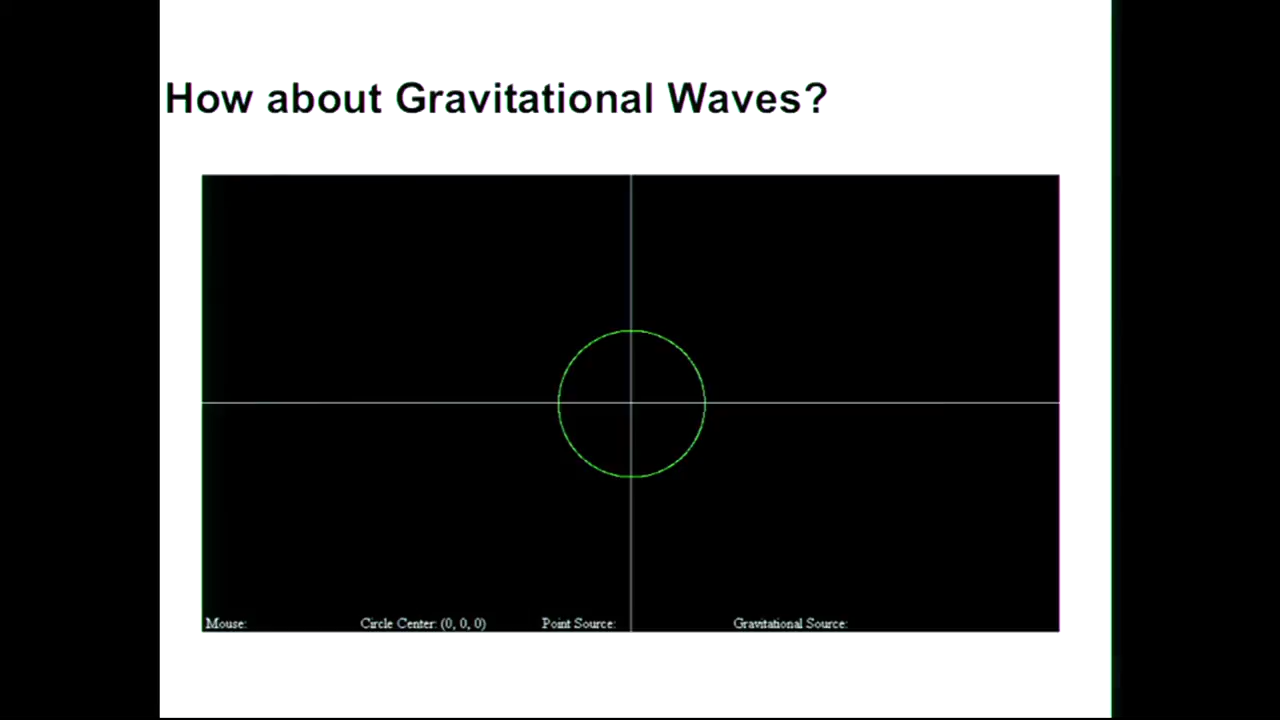 How about Gravitational Waves?
Mouse: Circle Center: (0, 0, 0) Point Source: Gravitational Source: